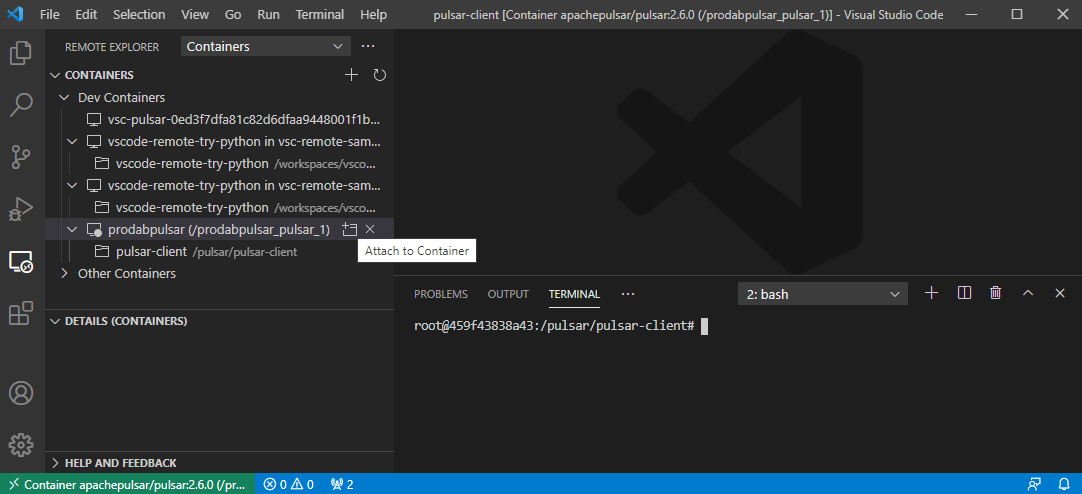 File Edit Selection View Go Run Terminal Help pulsar-client [Container apachepulsar/pulsar:2.6.0 (/prodabpulsar_pulsar_1)] - Visual Studio Code
REMOTE EXPLORER Containers
CONTAINERS
Dev Containers
vsc-pulsar-0ed3f7dfa81c82d6dfaa9448001f1b...
vscode-remote-try-python in vsc-remote-sam...
vscode-remote-try-python /workspaces/vsco...
vscode-remote-try-python in vsc-remote-sam...
vscode-remote-try-python /workspaces/vsco...
prodabpulsar (/prodabpulsar_pulsar_1)
Attach to Container
pulsar-client /pulsar/pulsar-client
Other Containers
DETAILS (CONTAINERS)
HELP AND FEEDBACK
PROBLEMS OUTPUT TERMINAL ... 2: bash
root@459f43838a43:/pulsar/pulsar-client#
Container apachepulsar/pulsar:2.6.0 (/pr... 0 0 2